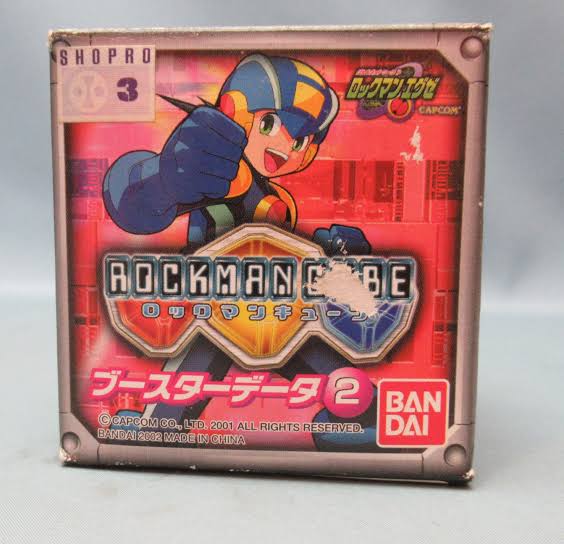 SHOPRO
3
ロックマンエグゼ
CAPCOM
ROCKMAN
ロックマンキューブ
ブースターデータ2
© CAPCOM CO., LTD. 2001 ALL RIGHTS RESERVED.
BANDAI 2002 MADE IN CHINA
BAN
DAI